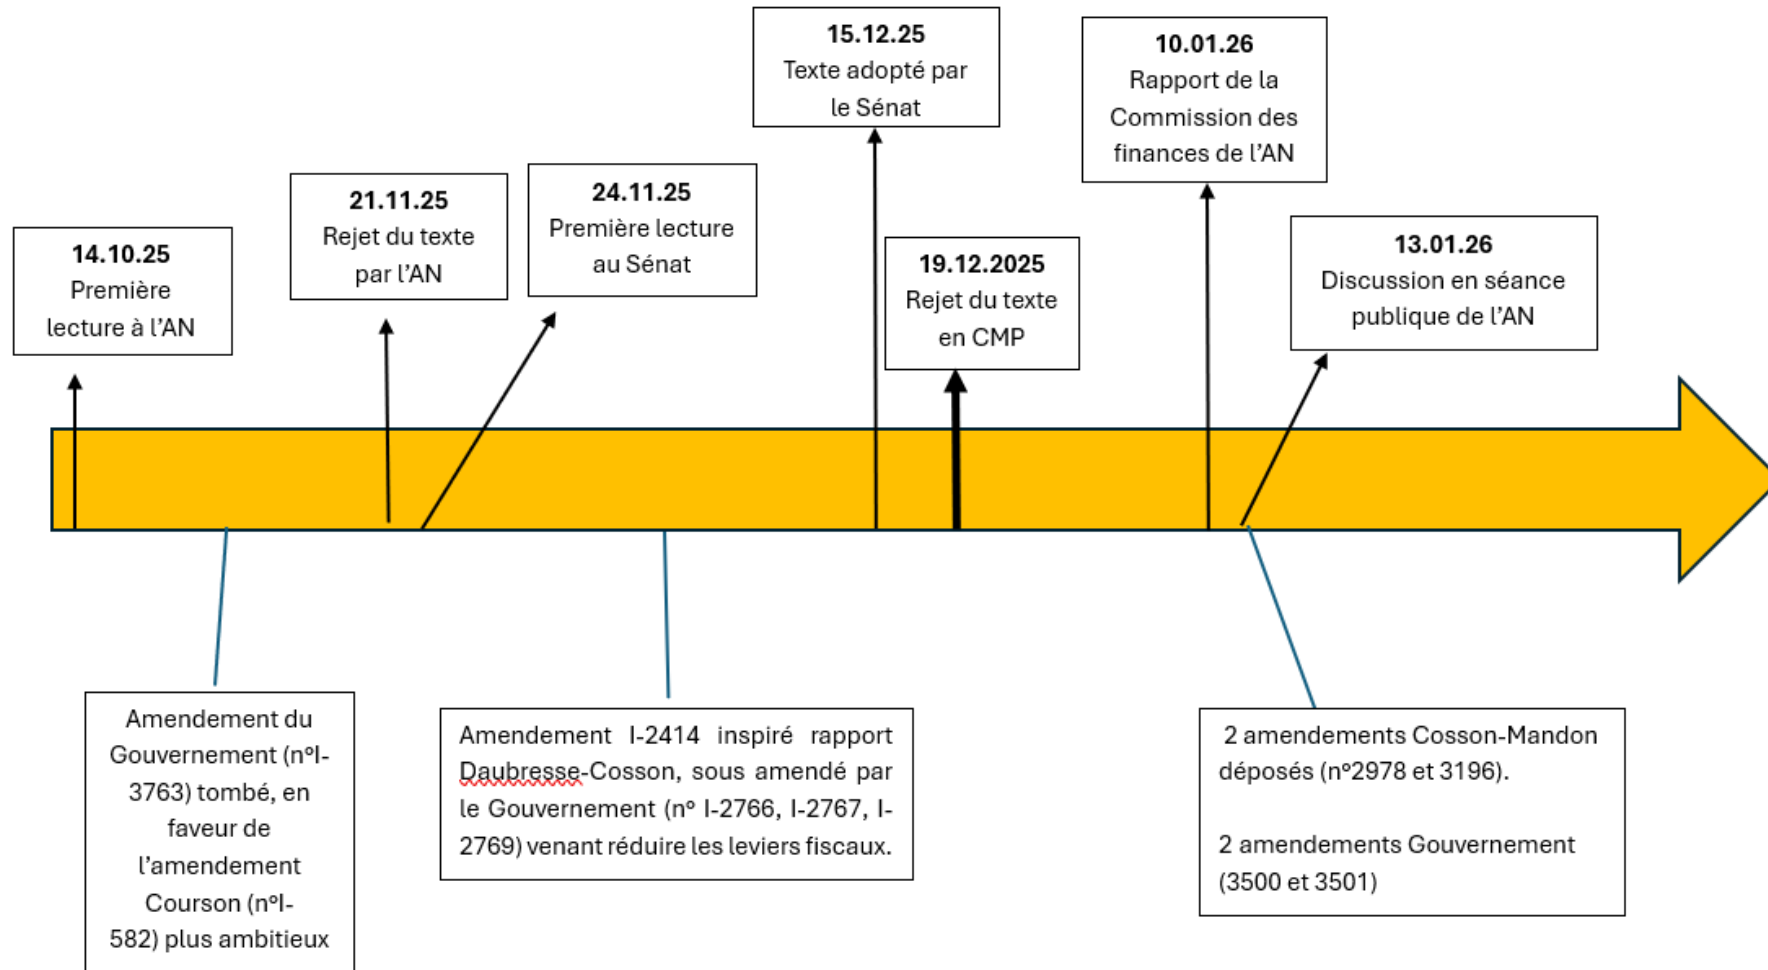 14.10.25
Première
lecture à l'AN
21.11.25
Rejet du texte
par l'AN
24.11.25
Première lecture
au Sénat
15.12.25
Texte adopté par
le Sénat
19.12.2025
Rejet du texte
en CMP
10.01.26
Rapport de la
Commission des
finances de l'AN
13.01.26
Discussion en séance
publique de l'AN
Amendement du
Gouvernement (n°I-
3763) tombé, en
faveur de
l'amendement
Courson (n°I-
582) plus ambitieux
Amendement I-2414 inspiré rapport
Daubresse-Cosson, sous amendé par
le Gouvernement (n° I-2766, I-2767, I-
2769) venant réduire les leviers fiscaux.
2 amendements Cosson-Mandon
déposés (n°2978 et 3196).
2 amendements Gouvernement
(3500 et 3501)